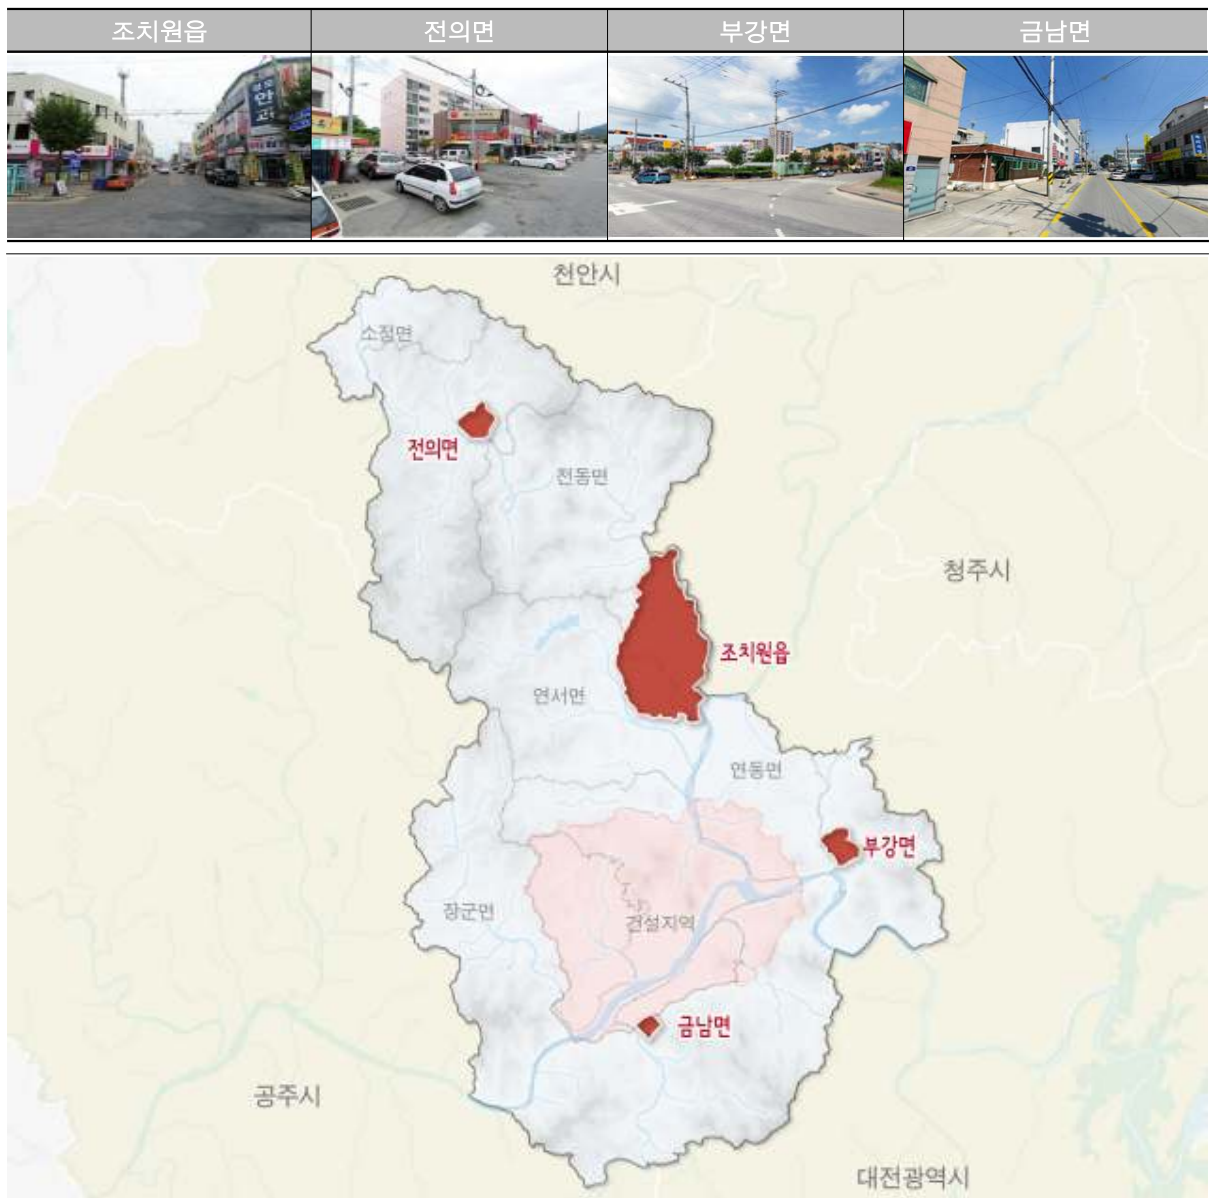 조치원읍 전의면 부강면 금남면
천안시
소정면
전의면
전동면
청주시
조치원읍
연서면
연동면
부강면
장군면
건설지역
금남면
공주시
대전광역시